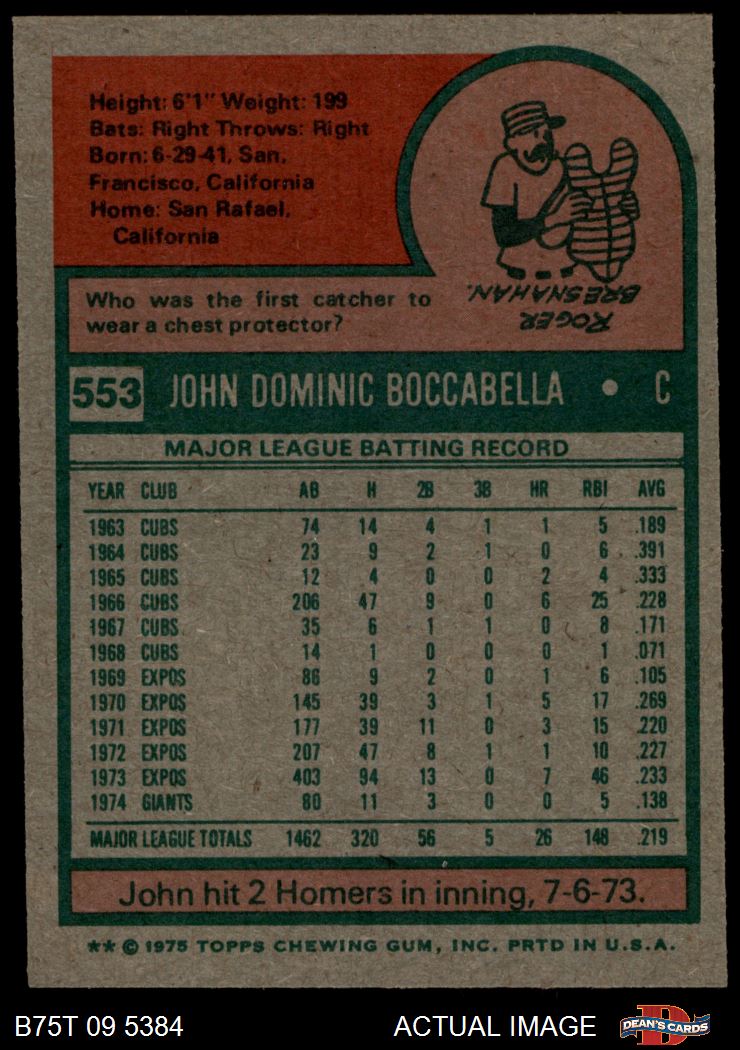 Height: 6'1" Weight: 199
Bats: Right Throws: Right
Born: 6-29-41, San,
Francisco, California
Home: San Rafael,
California
Who was the first catcher to
wear a chest protector?
ROGER
BRESNAHAN.
553 JOHN DOMINIC BOCCABELLA • C
MAJOR LEAGUE BATTING RECORD
YEAR CLUB AB H 2B 3B HR RBI AVG
1963 CUBS 74 14 4 1 1 5 .189
1964 CUBS 23 9 2 1 0 6 .391
1965 CUBS 12 4 0 0 2 4 .333
1966 CUBS 206 47 9 0 6 25 .228
1967 CUBS 35 6 1 1 0 8 .171
1968 CUBS 14 1 0 0 0 1 .071
1969 EXPOS 86 9 2 0 1 6 .105
1970 EXPOS 145 39 3 1 5 17 .269
1971 EXPOS 177 39 11 0 3 15 .220
1972 EXPOS 207 47 8 1 1 10 .227
1973 EXPOS 403 94 13 0 7 46 .233
1974 GIANTS 80 11 3 0 0 5 .138
MAJOR LEAGUE TOTALS 1462 320 56 5 26 148 .219
John hit 2 Homers in inning, 7-6-73.
** © 1975 TOPPS CHEWING GUM, INC. PRTD IN U.S.A.
B75T 09 5384 ACTUAL IMAGE D DEAN'S CARDS